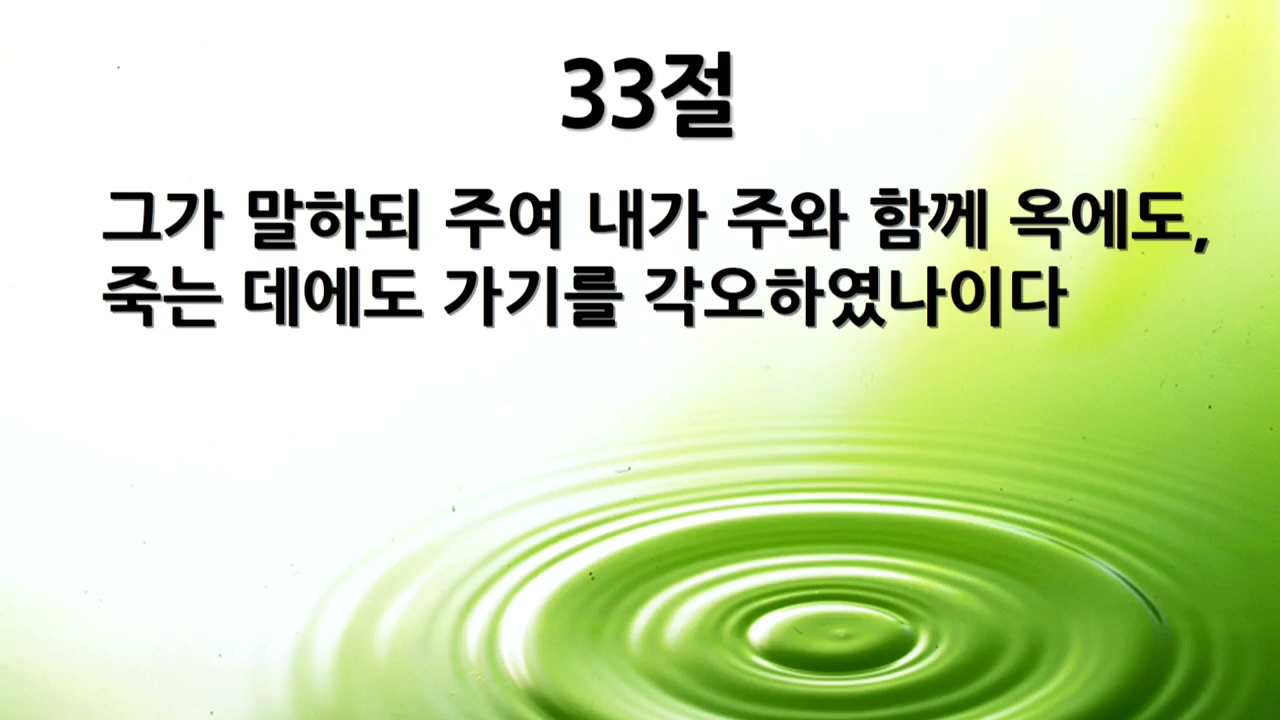 33절
그가 말하되 주여 내가 주와 함께 옥에도,
죽는 데에도 가기를 각오하였나이다